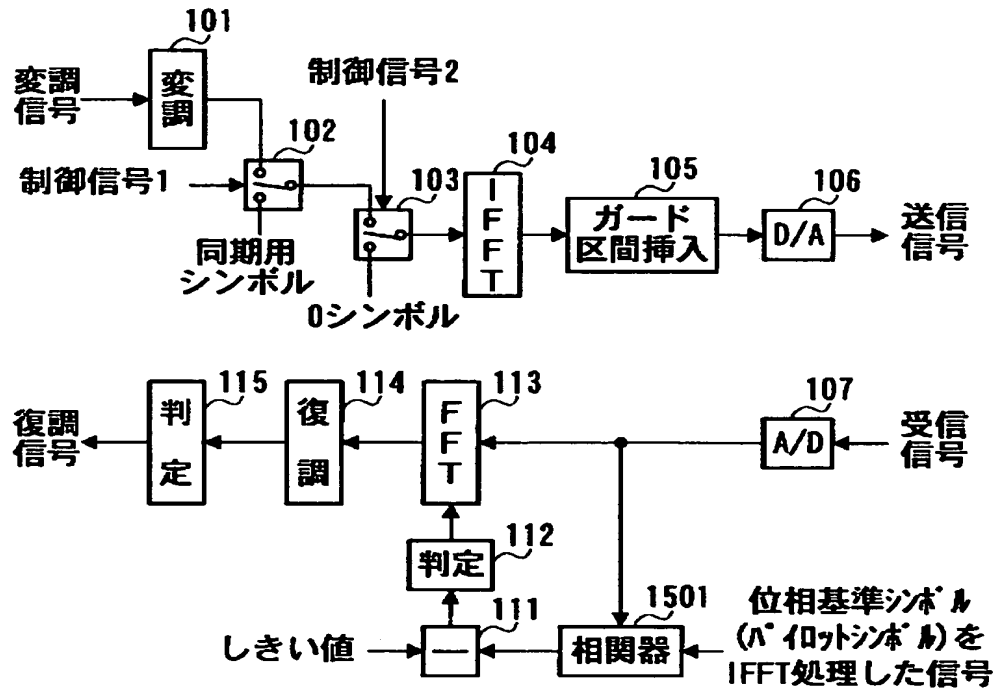 101
変調
信号
変
調
制御信号2
102
制御信号1
同期用
シンボル
103
0シンボル
104
IFFT
105
ガード
区間挿入
106
D/A
送信
信号
復調
信号
115
判定
114
復調
113
FFT
107
A/D
受信
信号
112
判定
111
ー
しきい値
1501
相関器
位相基準シンボル
(パイロットシンボル)を
IFFT処理した信号